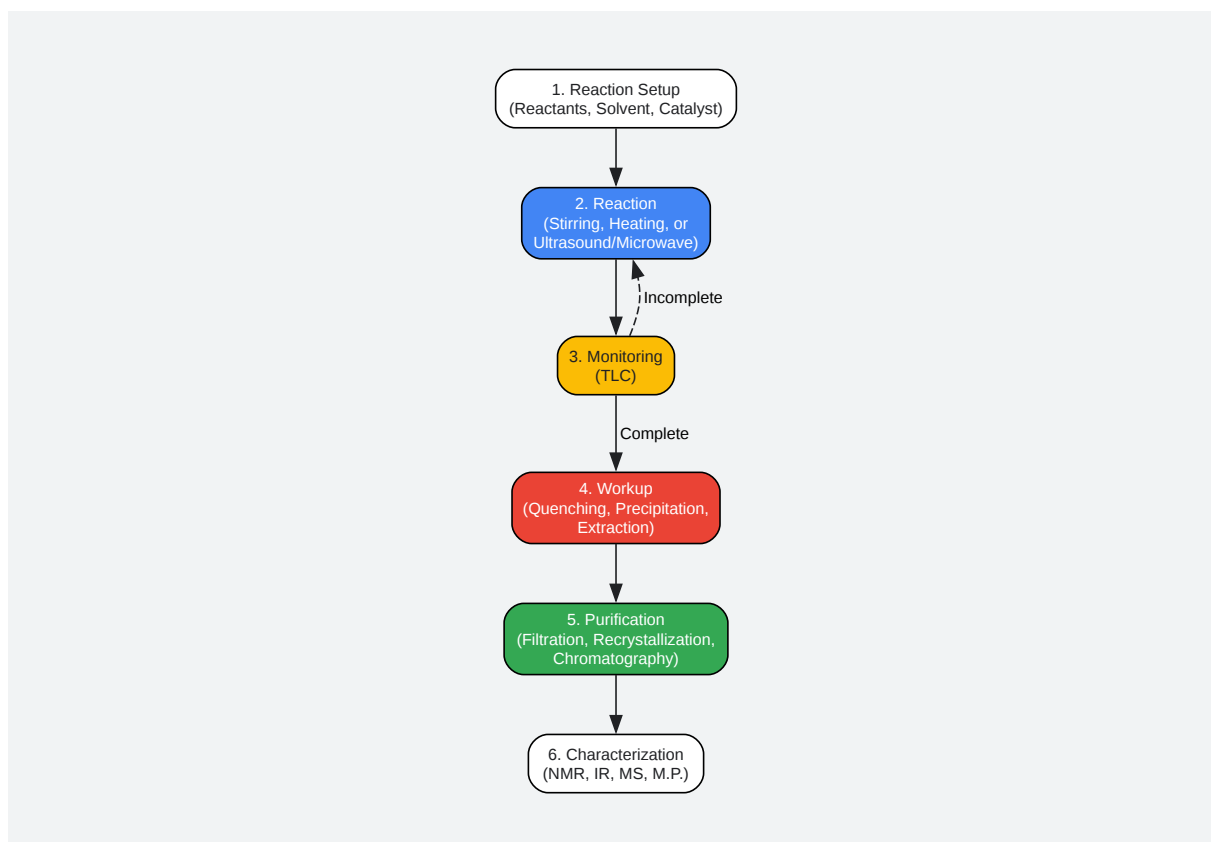 1. Reaction Setup
(Reactants, Solvent, Catalyst)
2. Reaction
(Stirring, Heating, or
Ultrasound/Microwave)
Incomplete
3. Monitoring
(TLC)
Complete
4. Workup
(Quenching, Precipitation,
Extraction)
5. Purification
(Filtration, Recrystallization,
Chromatography)
6. Characterization
(NMR, IR, MS, M.P.)